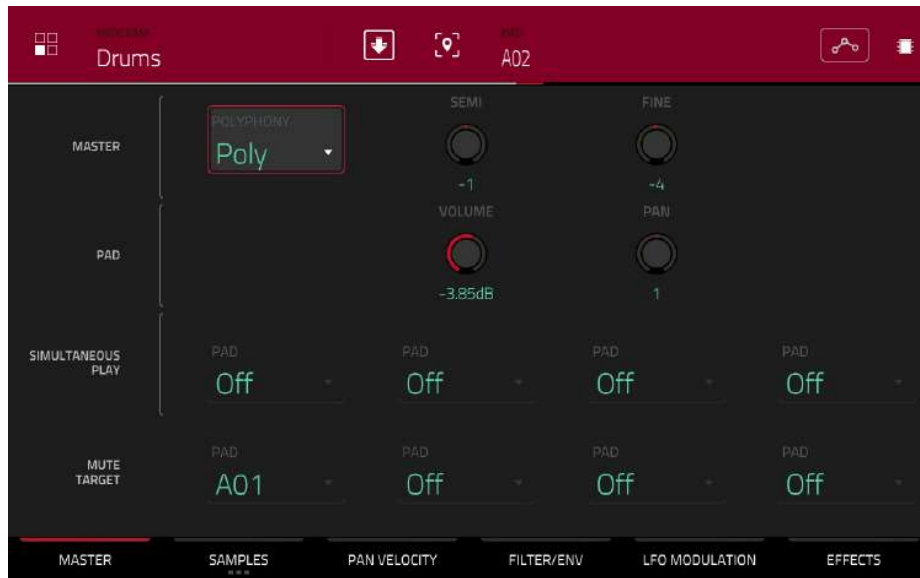 PROGRAM
Drums
PAD
A02
POLYPHONY
Poly
SEMI
FINE
MASTER
-1
-4
VOLUME
PAN
PAD
-3.85dB
1
SIMULTANEOUS
PLAY
PAD PAD PAD PAD
Off Off Off Off
MUTE
TARGET
PAD PAD PAD PAD
A01 Off Off Off
MASTER SAMPLES PAN VELOCITY FILTER/ENV LFO MODULATION EFFECTS